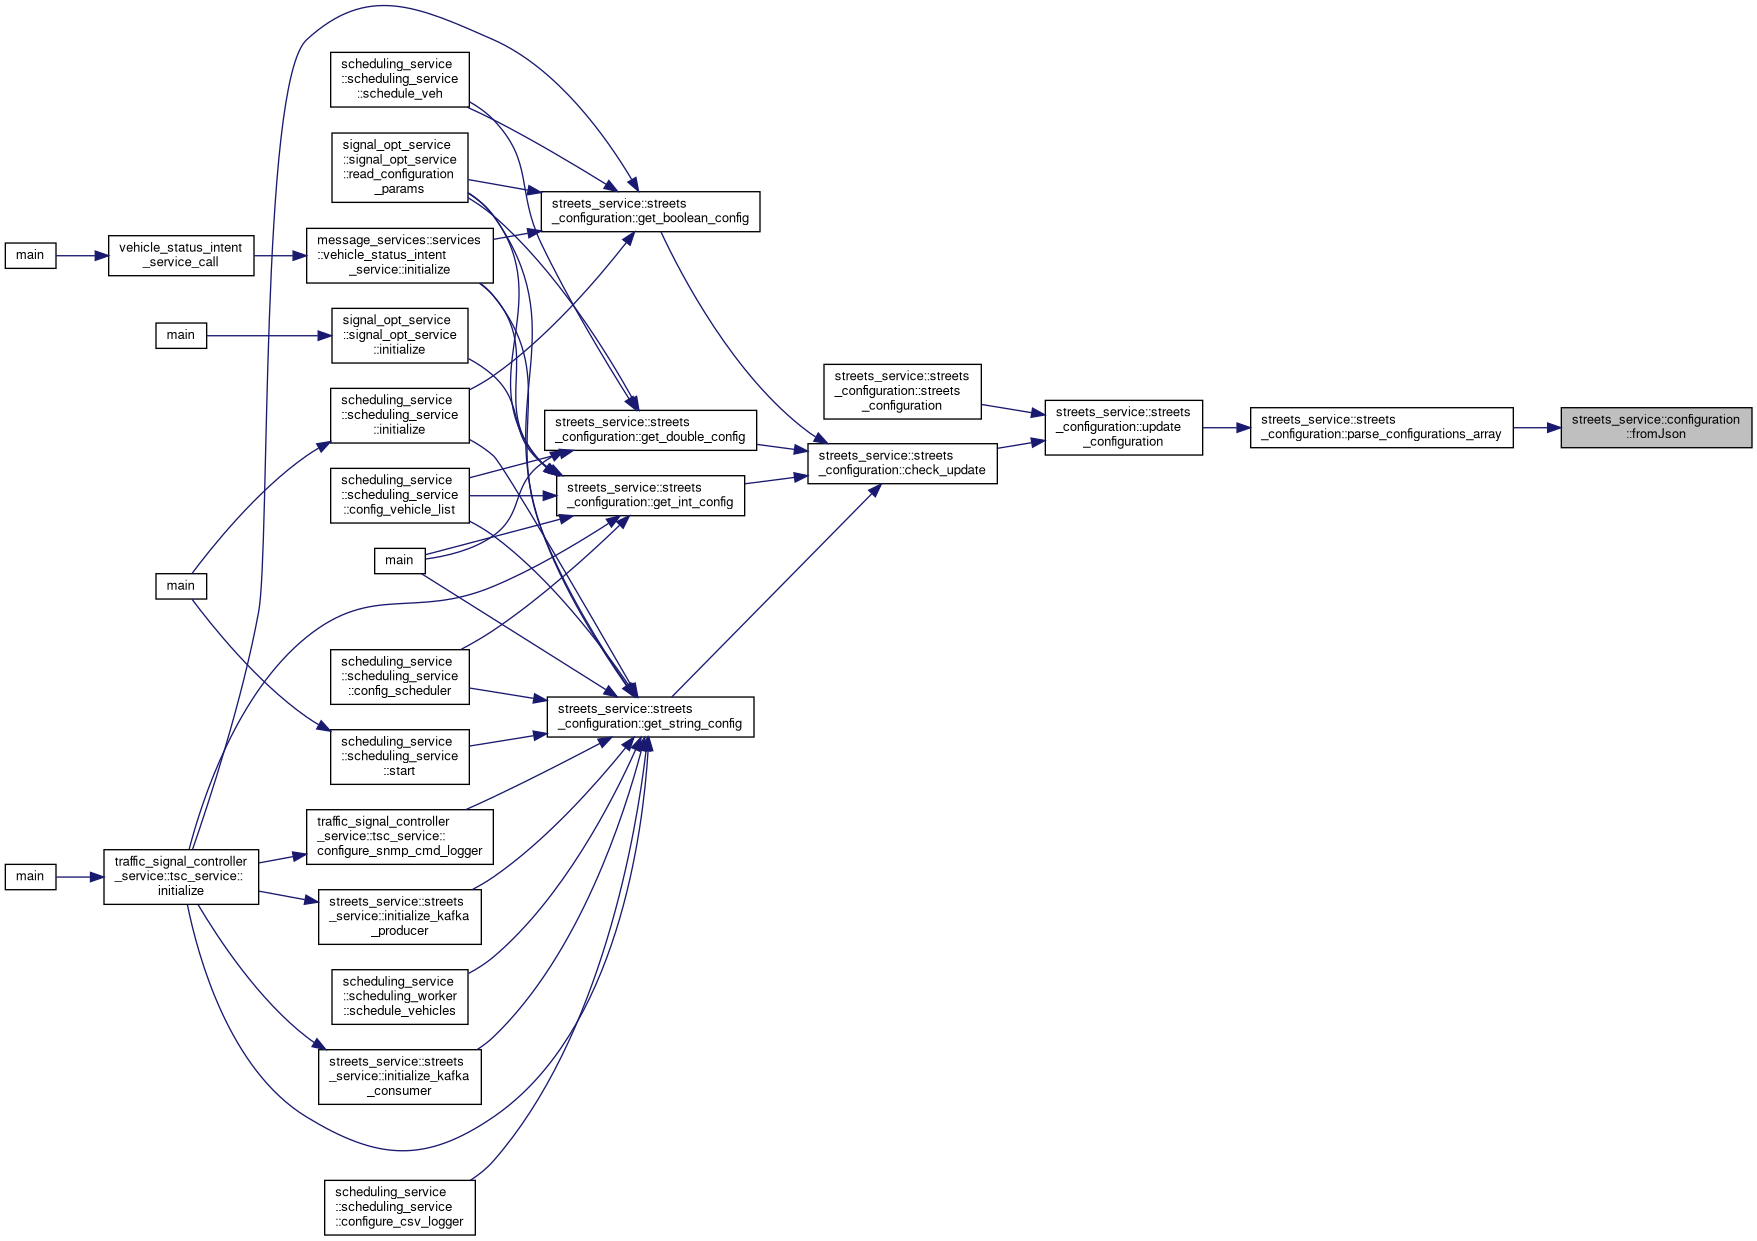 scheduling_service
::scheduling_service
::schedule_veh
signal_opt_service
::signal_opt_service
::read_configuration
_params
streets_service::streets
_configuration::get_boolean_config
main
vehicle_status_intent
_service_call
message_services::services
::vehicle_status_intent
_service::initialize
main
signal_opt_service
::signal_opt_service
::initialize
scheduling_service
::scheduling_service
::initialize
streets_service::streets
_configuration::get_double_config
streets_service::streets
_configuration::streets
_configuration
streets_service::streets
_configuration::update
_configuration
streets_service::streets
_configuration::parse_configurations_array
streets_service::configuration
::fromJson
streets_service::streets
_configuration::check_update
scheduling_service
::scheduling_service
::config_vehicle_list
streets_service::streets
_configuration::get_int_config
main
main
scheduling_service
::scheduling_service
::config_scheduler
streets_service::streets
_configuration::get_string_config
scheduling_service
::scheduling_service
::start
traffic_signal_controller
_service::tsc_service::
configure_snmp_cmd_logger
main
traffic_signal_controller
_service::tsc_service::
initialize
streets_service::streets
_service::initialize_kafka
_producer
scheduling_service
::scheduling_worker
::schedule_vehicles
streets_service::streets
_service::initialize_kafka
_consumer
scheduling_service
::scheduling_service
::configure_csv_logger